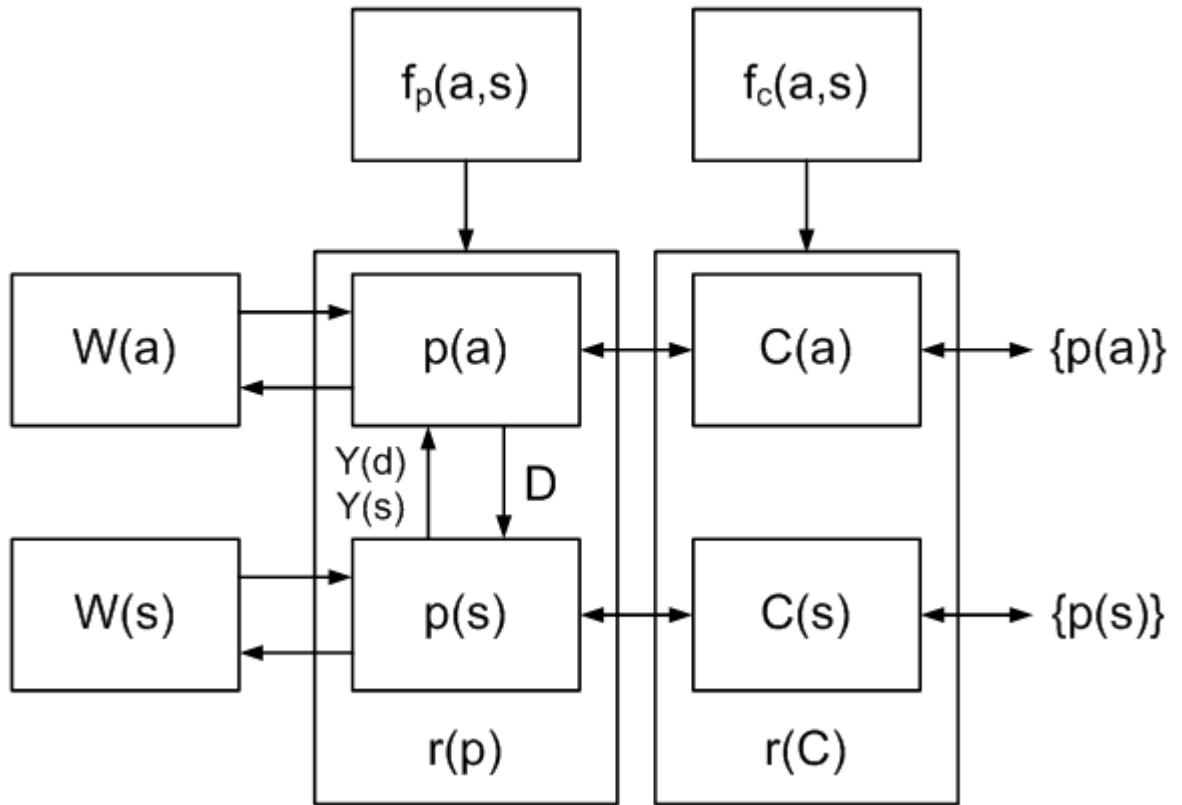 fp(a,s)
fc(a,s)
W(a)
p(a)
C(a)
{p(a)}
Y(d)
Y(s)
D
W(s)
p(s)
C(s)
{p(s)}
r(p)
r(C)